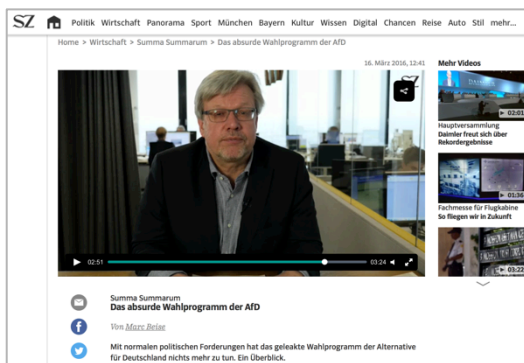 SZ Politik Wirtschaft Panorama Sport München Bayern Kultur Wissen Digital Chancen Reise Auto Stil mehr...
Home > Wirtschaft > Summa Summarum > Das absurde Wahlprogramm der AfD
16. März 2016, 12:41
Mehr Videos
SZ
02:01
Hauptversammlung
Daimler freut sich über
Rekordergebnisse
01:36
Fachmesse für Flugkabine
So fliegen wir in Zukunft
03:22
02:51
03:24
Summa Summarum
Das absurde Wahlprogramm der AfD
Von Marc Beise
Mit normalen politischen Forderungen hat das geleakte Wahlprogramm der Alternative
für Deutschland nichts mehr zu tun. Ein Überblick.